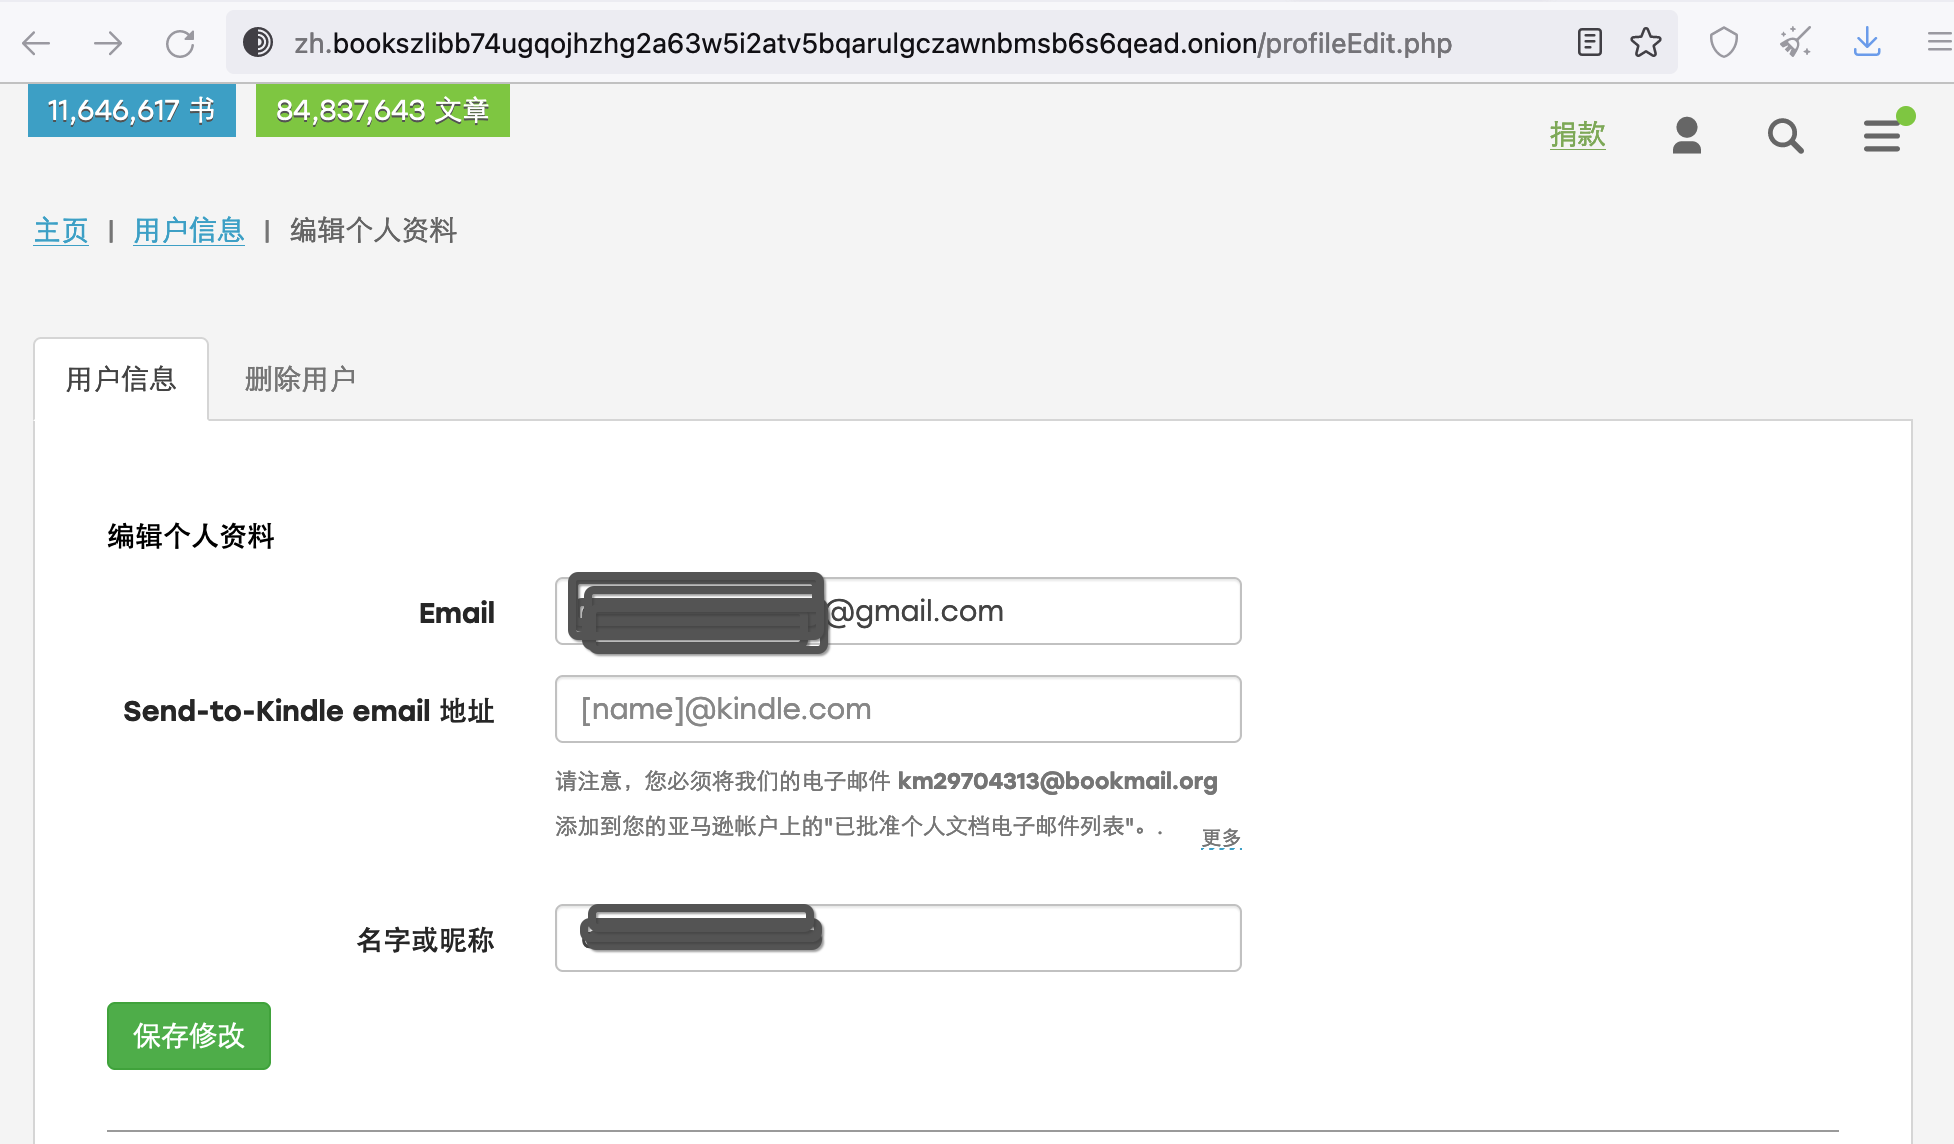 zh.bookszlibb74ugqojhzhg2a63w5i2atv5bqarulgczawnbmsb6s6qead.onion/profileEdit.php
11,646,617 书 84,837,643 文章
捐款
主页 | 用户信息 | 编辑个人资料
用户信息 删除用户
编辑个人资料
Email @gmail.com
Send-to-Kindle email 地址 [name]@kindle.com
请注意，您必须将我们的电子邮件 km29704313@bookmail.org
添加到您的亚马逊帐户上的"已批准个人文档电子邮件列表"。. 更多
名字或昵称
保存修改